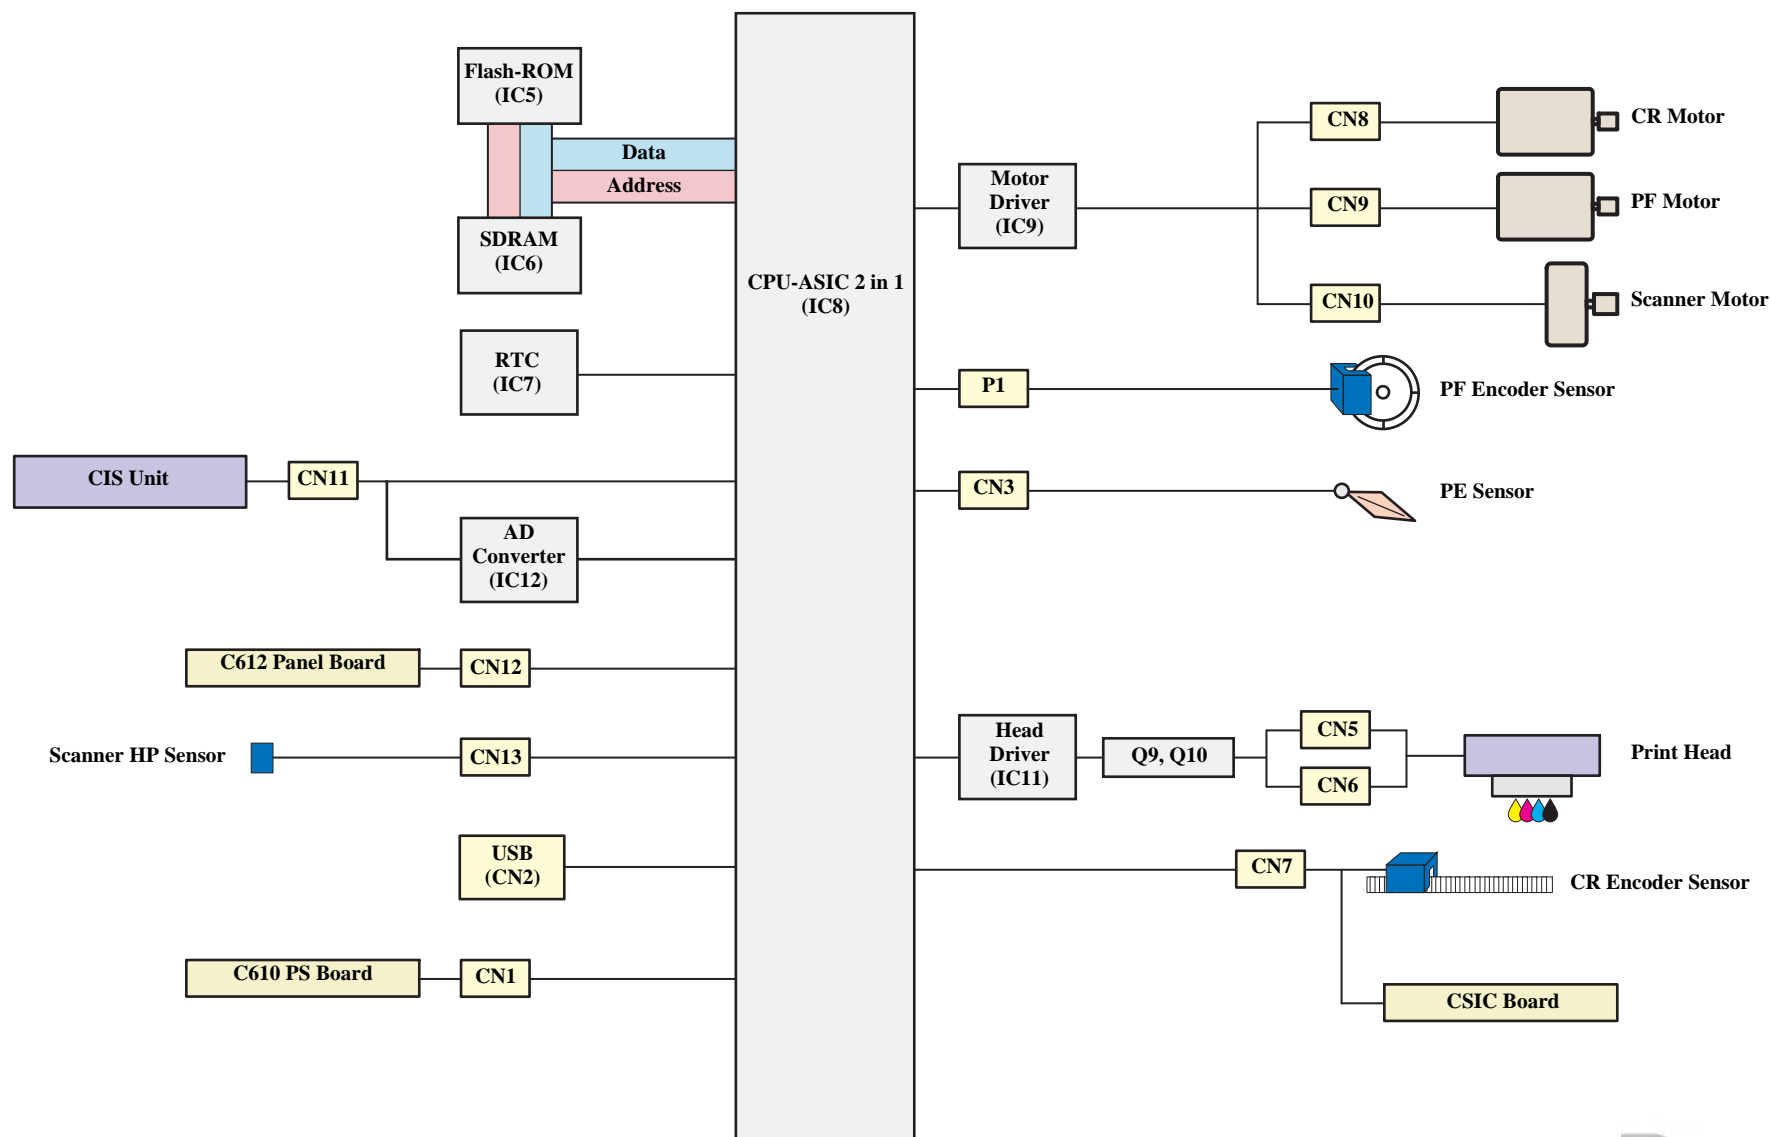 Flash-ROM
(IC5)
Data
Address
SDRAM
(IC6)
RTC
(IC7)
CIS Unit
CN11
AD
Converter
(IC12)
C612 Panel Board
CN12
Scanner HP Sensor
CN13
USB
(CN2)
C610 PS Board
CN1
CPU-ASIC 2 in 1
(IC8)
Motor
Driver
(IC9)
CN8
CR Motor
CN9
PF Motor
CN10
Scanner Motor
P1
PF Encoder Sensor
CN3
PE Sensor
Head
Driver
(IC11)
Q9, Q10
CN5
CN6
Print Head
CN7
CR Encoder Sensor
CSIC Board